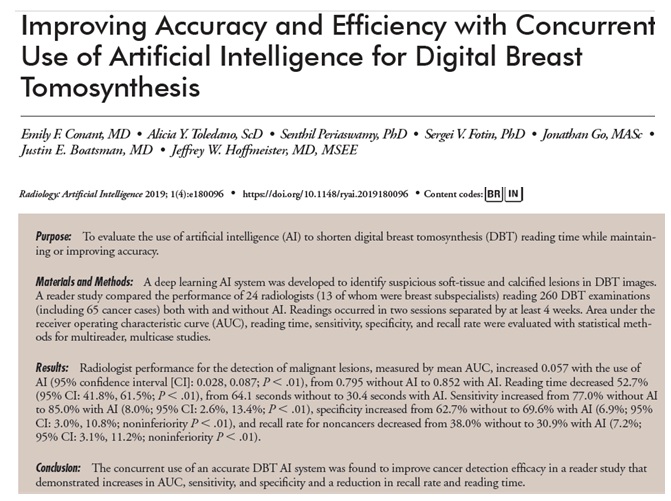 Improving Accuracy and Efficiency with Concurrent
Use of Artificial Intelligence for Digital Breast
Tomosynthesis
Emily F. Conant, MD • Alicia Y. Toledano, ScD • Senthil Periaswamy, PhD • Sergei V. Fotin, PhD • Jonathan Go, MASc •
Justin E. Boatsman, MD • Jeffrey W. Hoffmeister, MD, MSEE
Radiology: Artificial Intelligence 2019; 1(4):e180096 • https://doi.org/10.1148/ryai.2019180096 • Content codes: BR IN
Purpose: To evaluate the use of artificial intelligence (AI) to shorten digital breast tomosynthesis (DBT) reading time while maintain-
ing or improving accuracy.
Materials and Methods: A deep learning AI system was developed to identify suspicious soft-tissue and calcified lesions in DBT images.
A reader study compared the performance of 24 radiologists (13 of whom were breast subspecialists) reading 260 DBT examinations
(including 65 cancer cases) both with and without AI. Readings occurred in two sessions separated by at least 4 weeks. Area under the
receiver operating characteristic curve (AUC), reading time, sensitivity, specificity, and recall rate were evaluated with statistical meth-
ods for multireader, multicase studies.
Results: Radiologist performance for the detection of malignant lesions, measured by mean AUC, increased 0.057 with the use of
AI (95% confidence interval [CI]: 0.028, 0.087; P < .01), from 0.795 without AI to 0.852 with AI. Reading time decreased 52.7%
(95% CI: 41.8%, 61.5%; P < .01), from 64.1 seconds without to 30.4 seconds with AI. Sensitivity increased from 77.0% without AI
to 85.0% with AI (8.0%; 95% CI: 2.6%, 13.4%; P < .01), specificity increased from 62.7% without to 69.6% with AI (6.9%; 95%
CI: 3.0%, 10.8%; noninferiority P < .01), and recall rate for noncancers decreased from 38.0% without to 30.9% with AI (7.2%;
95% CI: 3.1%, 11.2%; noninferiority P < .01).
Conclusion: The concurrent use of an accurate DBT AI system was found to improve cancer detection efficacy in a reader study that
demonstrated increases in AUC, sensitivity, and specificity and a reduction in recall rate and reading time.